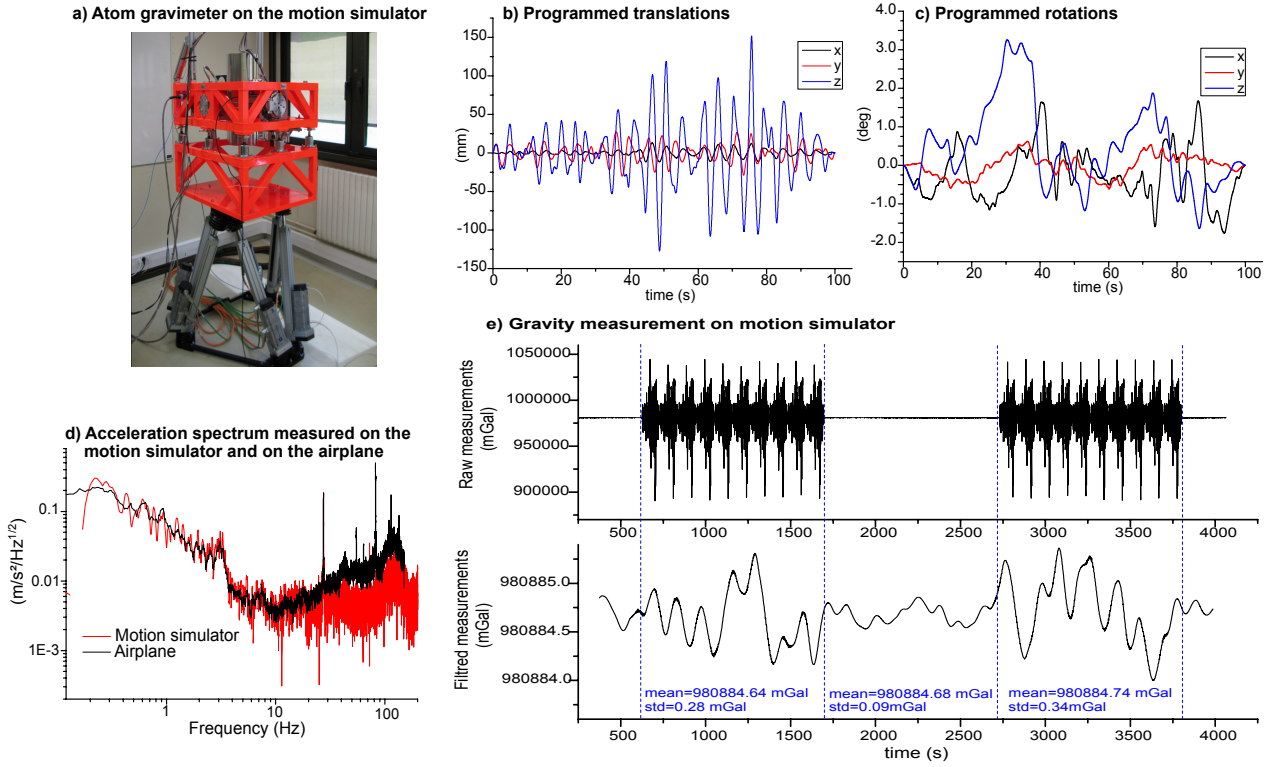 a) Atom gravimeter on the motion simulator
b) Programmed translations
150
100
50
0
-50
-100
-150
(mm)
x
y
z
0 20 40 60 80 100
time (s)
c) Programmed rotations
4.0
3.0
2.0
1.0
0.0
-1.0
-2.0
(deg)
x
y
z
0 20 40 60 80 100
time (s)
d) Acceleration spectrum measured on the
motion simulator and on the airplane
0.1
0.01
1E-3
(m/s²/Hz1/2)
Motion simulator
Airplane
1 10 100
Frequency (Hz)
e) Gravity measurement on motion simulator
1050000
1000000
950000
900000
Raw measurements
(mGal)
500 1000 1500 2000 2500 3000 3500 4000
980885.0
980884.5
980884.0
Filtred measurements
(mGal)
mean=980884.64 mGal
std=0.28 mGal
mean=980884.68 mGal
std=0.09mGal
mean=980884.74 mGal
std=0.34mGal
500 1000 1500 2000 2500 3000 3500 4000
time (s)